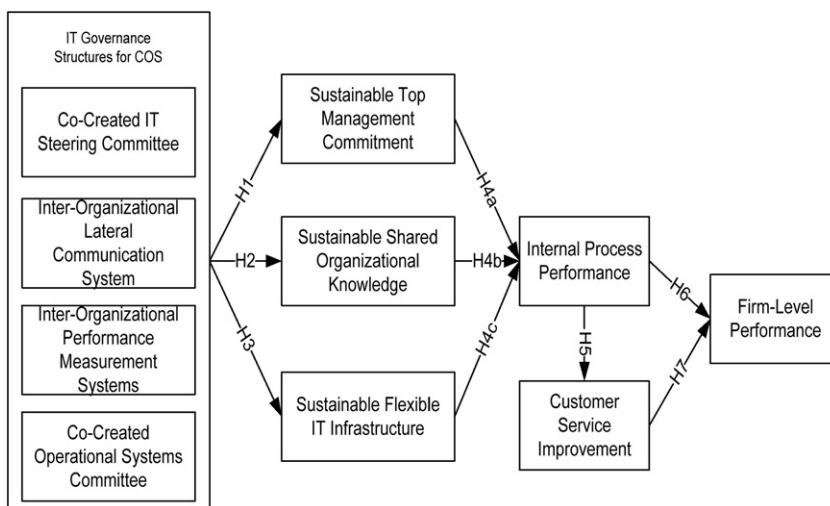 IT Governance
Structures for COS
Co-Created IT
Steering Committee
Inter-Organizational
Lateral
Communication
System
Inter-Organizational
Performance
Measurement
Systems
Co-Created
Operational Systems
Committee
H1
H2
H3
Sustainable Top
Management
Commitment
Sustainable Shared
Organizational
Knowledge
Sustainable Flexible
IT Infrastructure
H4a
H4b
H4c
Internal Process
Performance
H5
Customer
Service
Improvement
H6
H7
Firm-Level
Performance